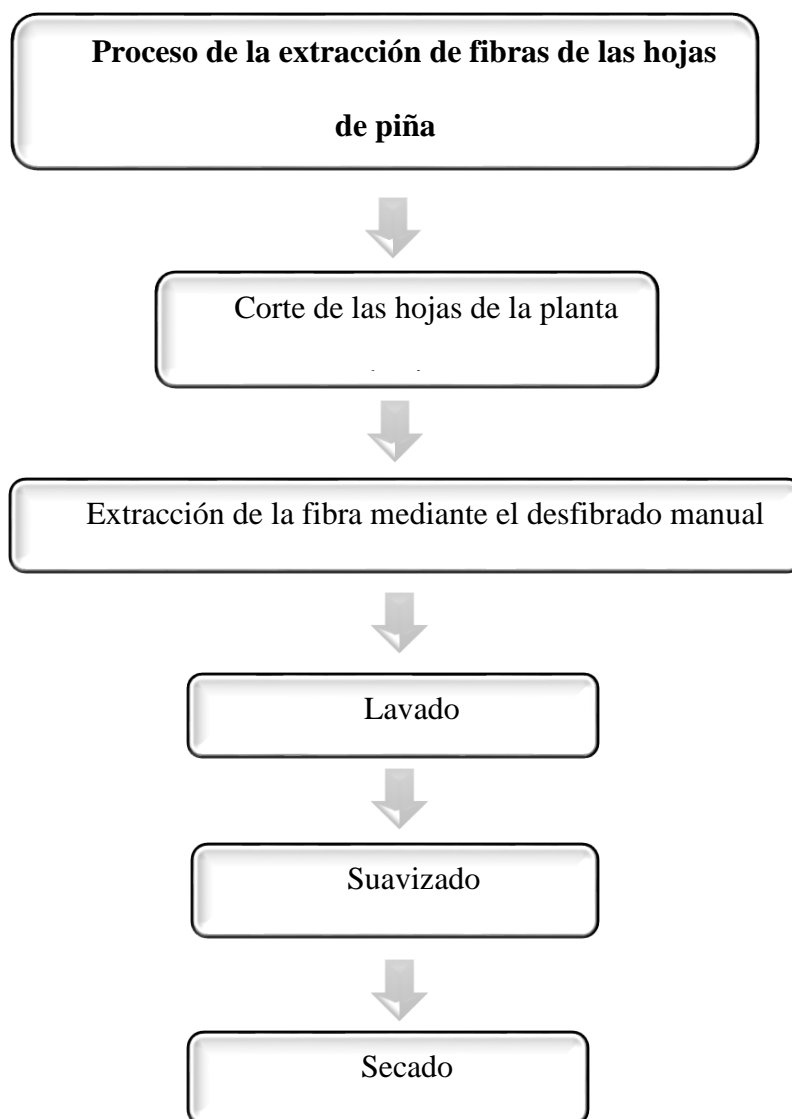 Proceso de la extracción de fibras de las hojas
de piña
Corte de las hojas de la planta
Extracción de la fibra mediante el desfibrado manual
Lavado
Suavizado
Secado